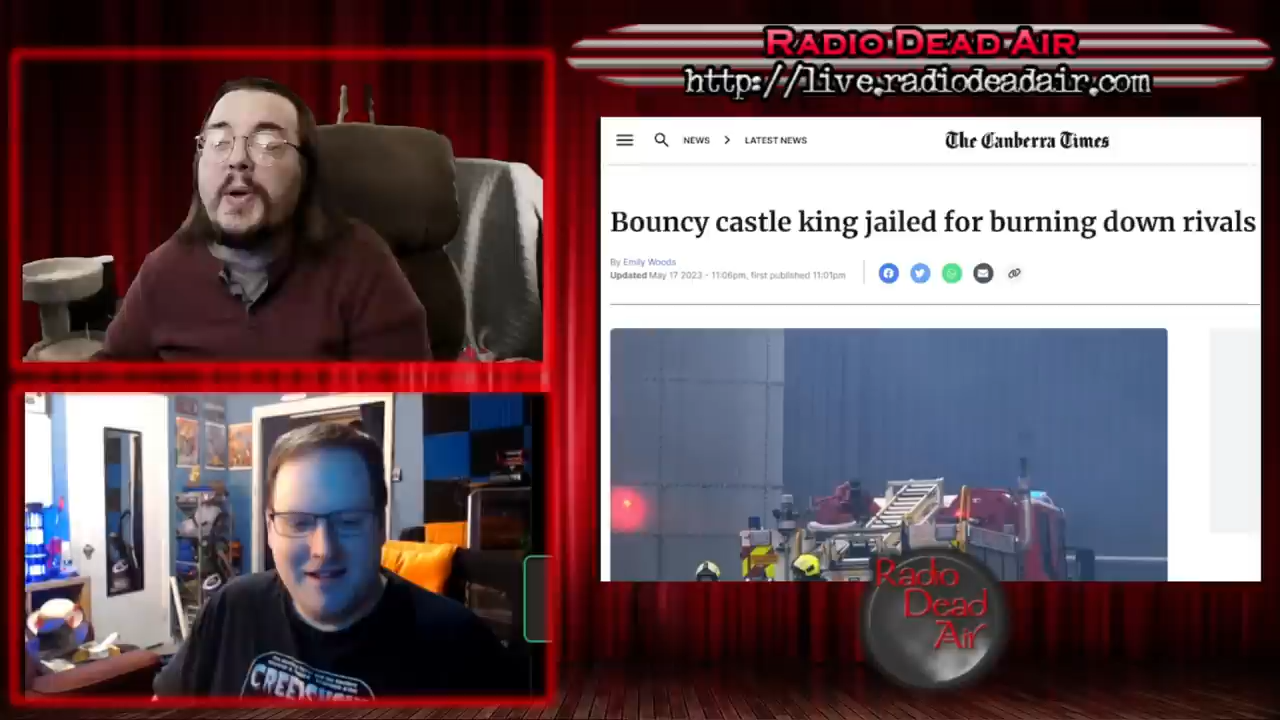 RADIO DEAD AIR
http://live.radiodeadair.com
NEWS > LATEST NEWS
The Canberra Times
Bouncy castle king jailed for burning down rivals
By Emily Woods
Updated May 17 2023 - 11:06pm, first published 11:01pm
Radio
Dead
Air